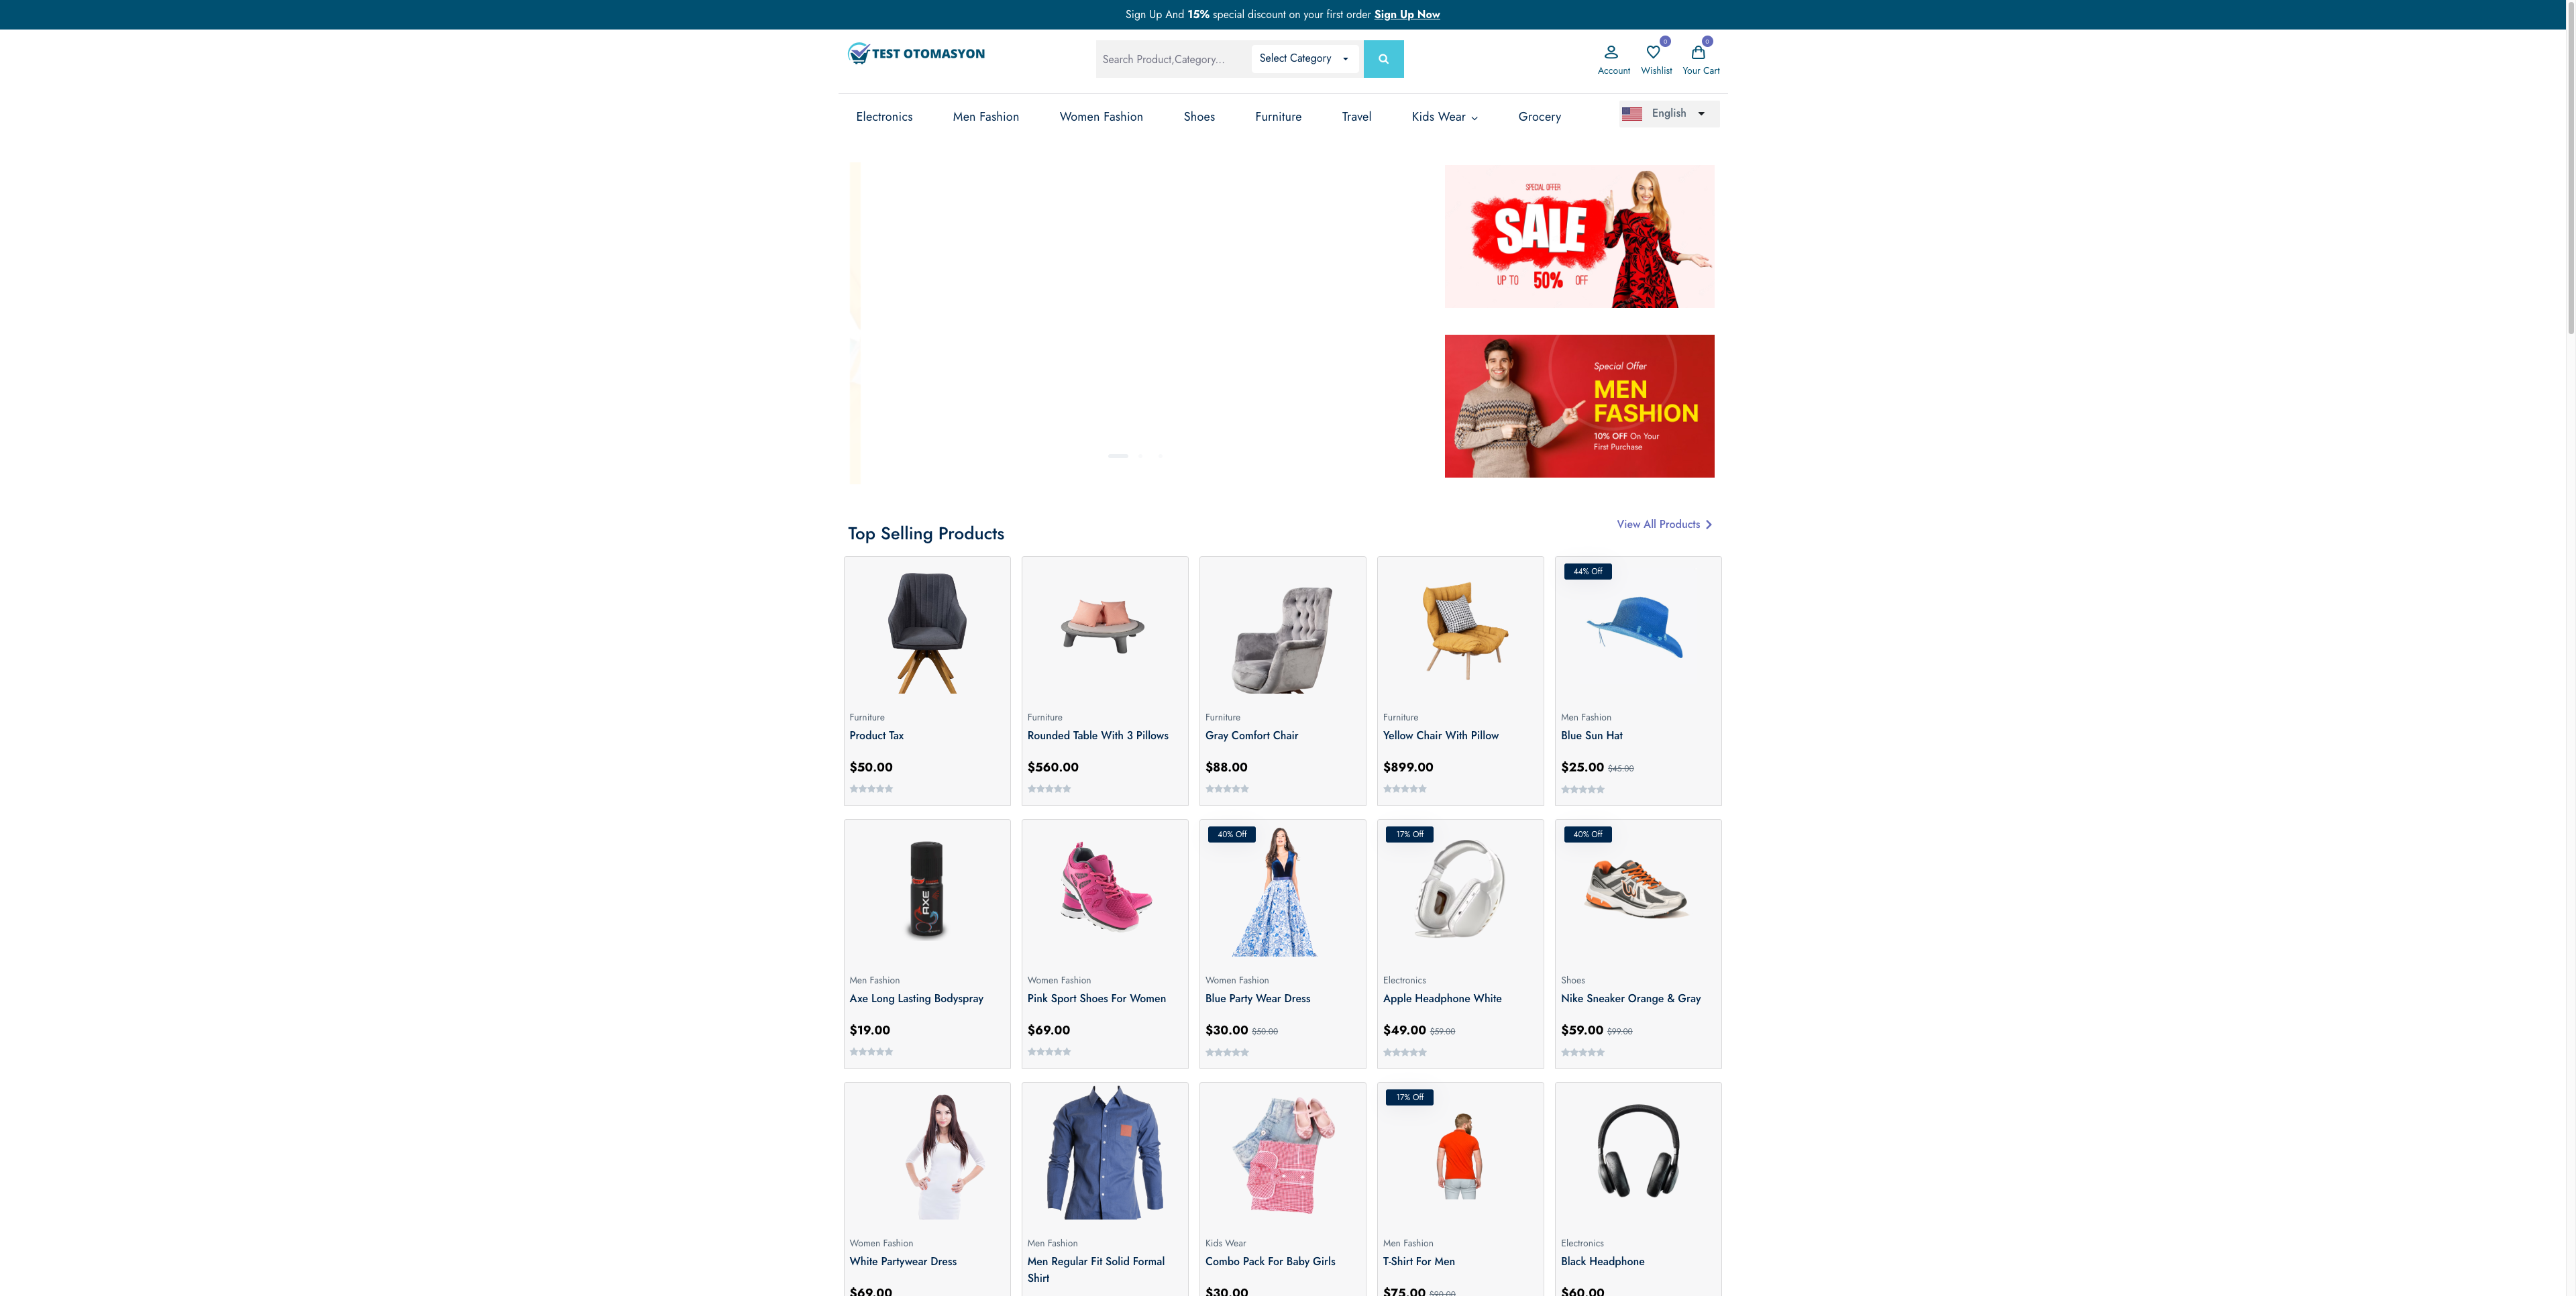 Sign Up And 15% special discount on your first order Sign Up Now
TEST OTOMASYON
Search Product,Category...
Select Category
0
0
Account
Wishlist
Your Cart
Electronics
Men Fashion
Women Fashion
Shoes
Furniture
Travel
Kids Wear
Grocery
English
SPECIAL OFFER
SALE
UP TO 50% OFF
Special Offer
MEN
FASHION
10% OFF On Your
First Purchase
Top Selling Products
View All Products
Furniture
Product Tax
$50.00
Furniture
Rounded Table With 3 Pillows
$560.00
Furniture
Gray Comfort Chair
$88.00
Furniture
Yellow Chair With Pillow
$899.00
44% Off
Men Fashion
Blue Sun Hat
$25.00 $45.00
AXE
Men Fashion
Axe Long Lasting Bodyspray
$19.00
Women Fashion
Pink Sport Shoes For Women
$69.00
40% Off
Women Fashion
Blue Party Wear Dress
$30.00 $50.00
17% Off
Electronics
Apple Headphone White
$49.00 $59.00
40% Off
Shoes
Nike Sneaker Orange & Gray
$59.00 $99.00
Women Fashion
White Partywear Dress
$69.00
Men Fashion
Men Regular Fit Solid Formal
Shirt
Kids Wear
Combo Pack For Baby Girls
$30.00
17% Off
Men Fashion
T-Shirt For Men
$75.00 $90.00
Electronics
Black Headphone
$60.00